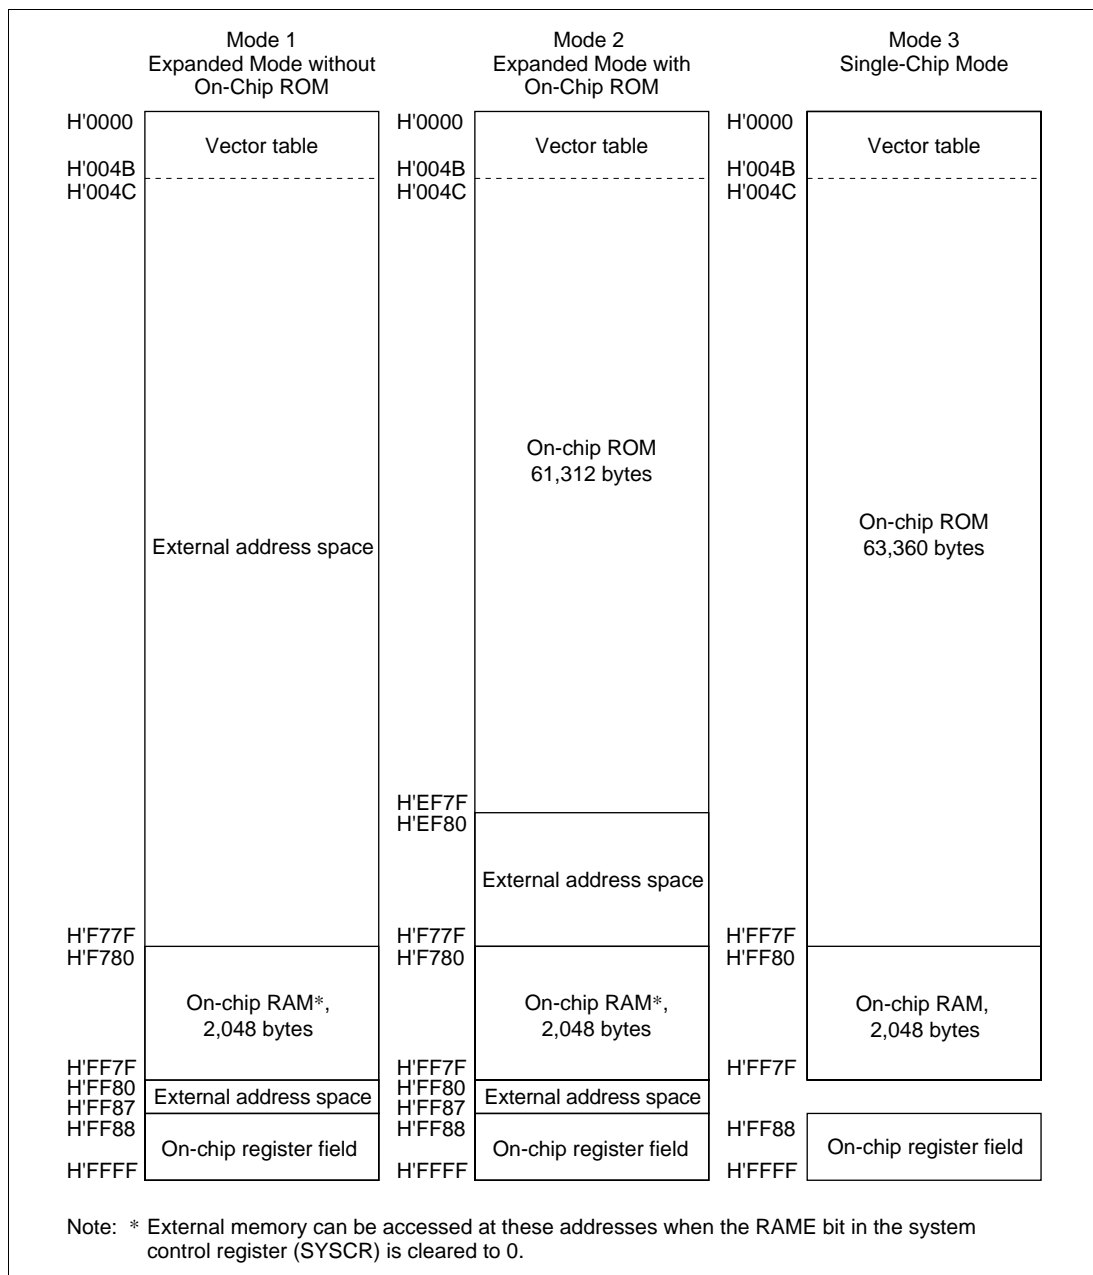 Mode 1
Expanded Mode without
On-Chip ROM
H'0000
Vector table
H'004B
H'004C
External address space
H'F77F
H'F780
On-chip RAM*,
2,048 bytes
H'FF7F
H'FF80
External address space
H'FF87
H'FF88
On-chip register field
H'FFFF
Mode 2
Expanded Mode with
On-Chip ROM
H'0000
Vector table
H'004B
H'004C
On-chip ROM
61,312 bytes
H'EF7F
H'EF80
External address space
H'F77F
H'F780
On-chip RAM*,
2,048 bytes
H'FF7F
H'FF80
External address space
H'FF87
H'FF88
On-chip register field
H'FFFF
Mode 3
Single-Chip Mode
H'0000
Vector table
H'004B
H'004C
On-chip ROM
63,360 bytes
H'FF7F
H'FF80
On-chip RAM,
2,048 bytes
H'FF7F
H'FF88
On-chip register field
H'FFFF
Note: * External memory can be accessed at these addresses when the RAME bit in the system
control register (SYSCR) is cleared to 0.